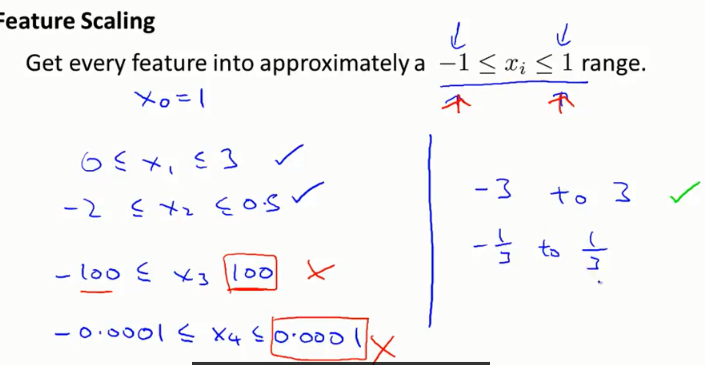 Feature Scaling
Get every feature into approximately a -1 ≤ xᵢ ≤ 1 range.
x₀ = 1
0 ≤ x₁ ≤ 3 ✓
-2 ≤ x₂ ≤ 0.5 ✓
-100 ≤ x₃ 100 ✗
-0.0001 ≤ x₄ ≤ 0.0001 ✗
-3 to 3 ✓
-1/3 to 1/3